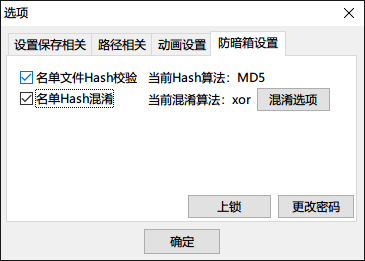 选项
设置保存相关 路径相关 动画设置 防暗箱设置
名单文件Hash校验 当前Hash算法：MD5
名单Hash混淆 当前混淆算法：xor 混淆选项
上锁 更改密码
确定